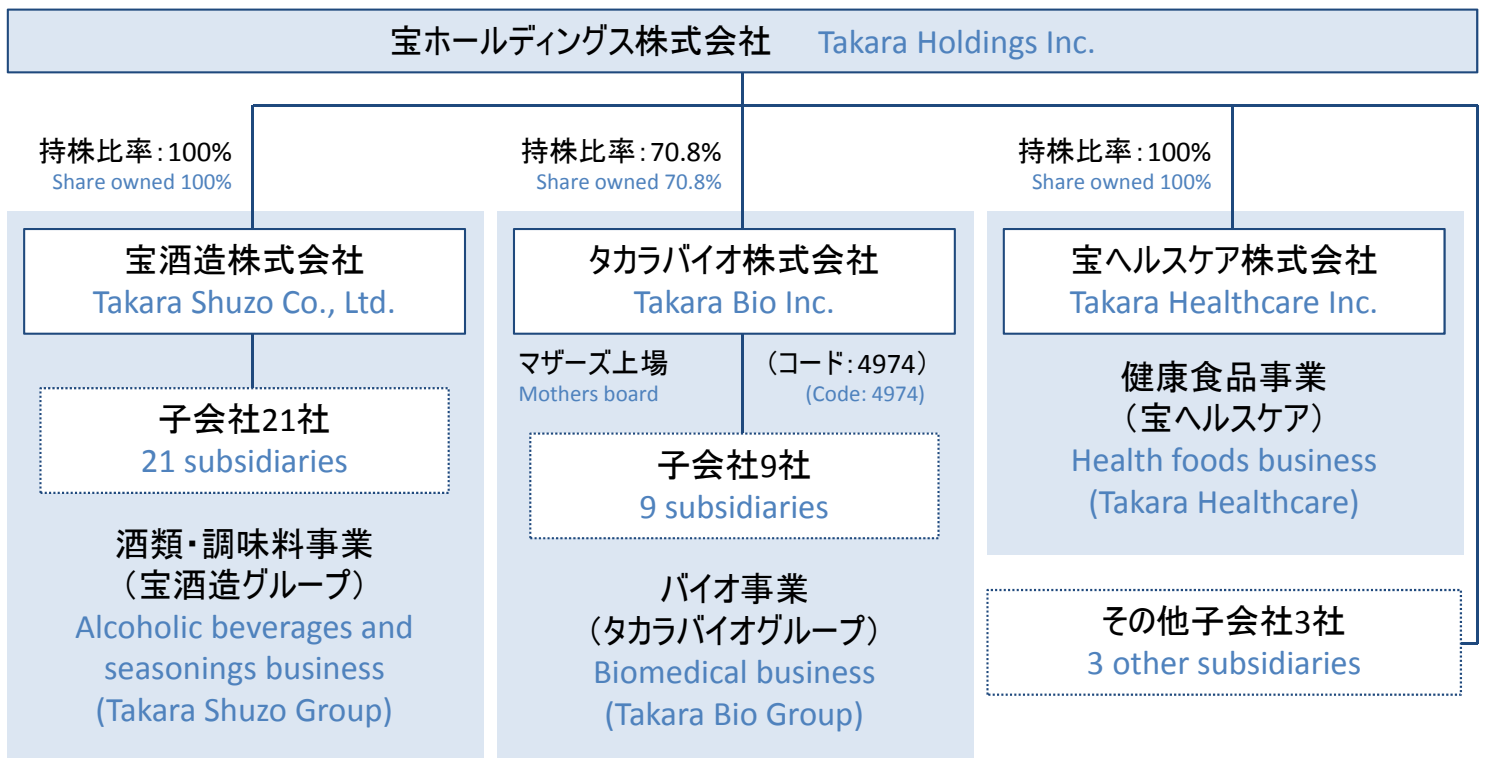 宝ホールディングス株式会社 Takara Holdings Inc.
持株比率:100%
Share owned 100%
持株比率:70.8%
Share owned 70.8%
持株比率:100%
Share owned 100%
宝酒造株式会社
Takara Shuzo Co., Ltd.
子会社21社
21 subsidiaries
酒類・調味料事業
(宝酒造グループ)
Alcoholic beverages and
seasonings business
(Takara Shuzo Group)
タカラバイオ株式会社
Takara Bio Inc.
マザーズ上場 (コード:4974)
Mothers board (Code: 4974)
子会社9社
9 subsidiaries
バイオ事業
(タカラバイオグループ)
Biomedical business
(Takara Bio Group)
宝ヘルスケア株式会社
Takara Healthcare Inc.
健康食品事業
(宝ヘルスケア)
Health foods business
(Takara Healthcare)
その他子会社3社
3 other subsidiaries